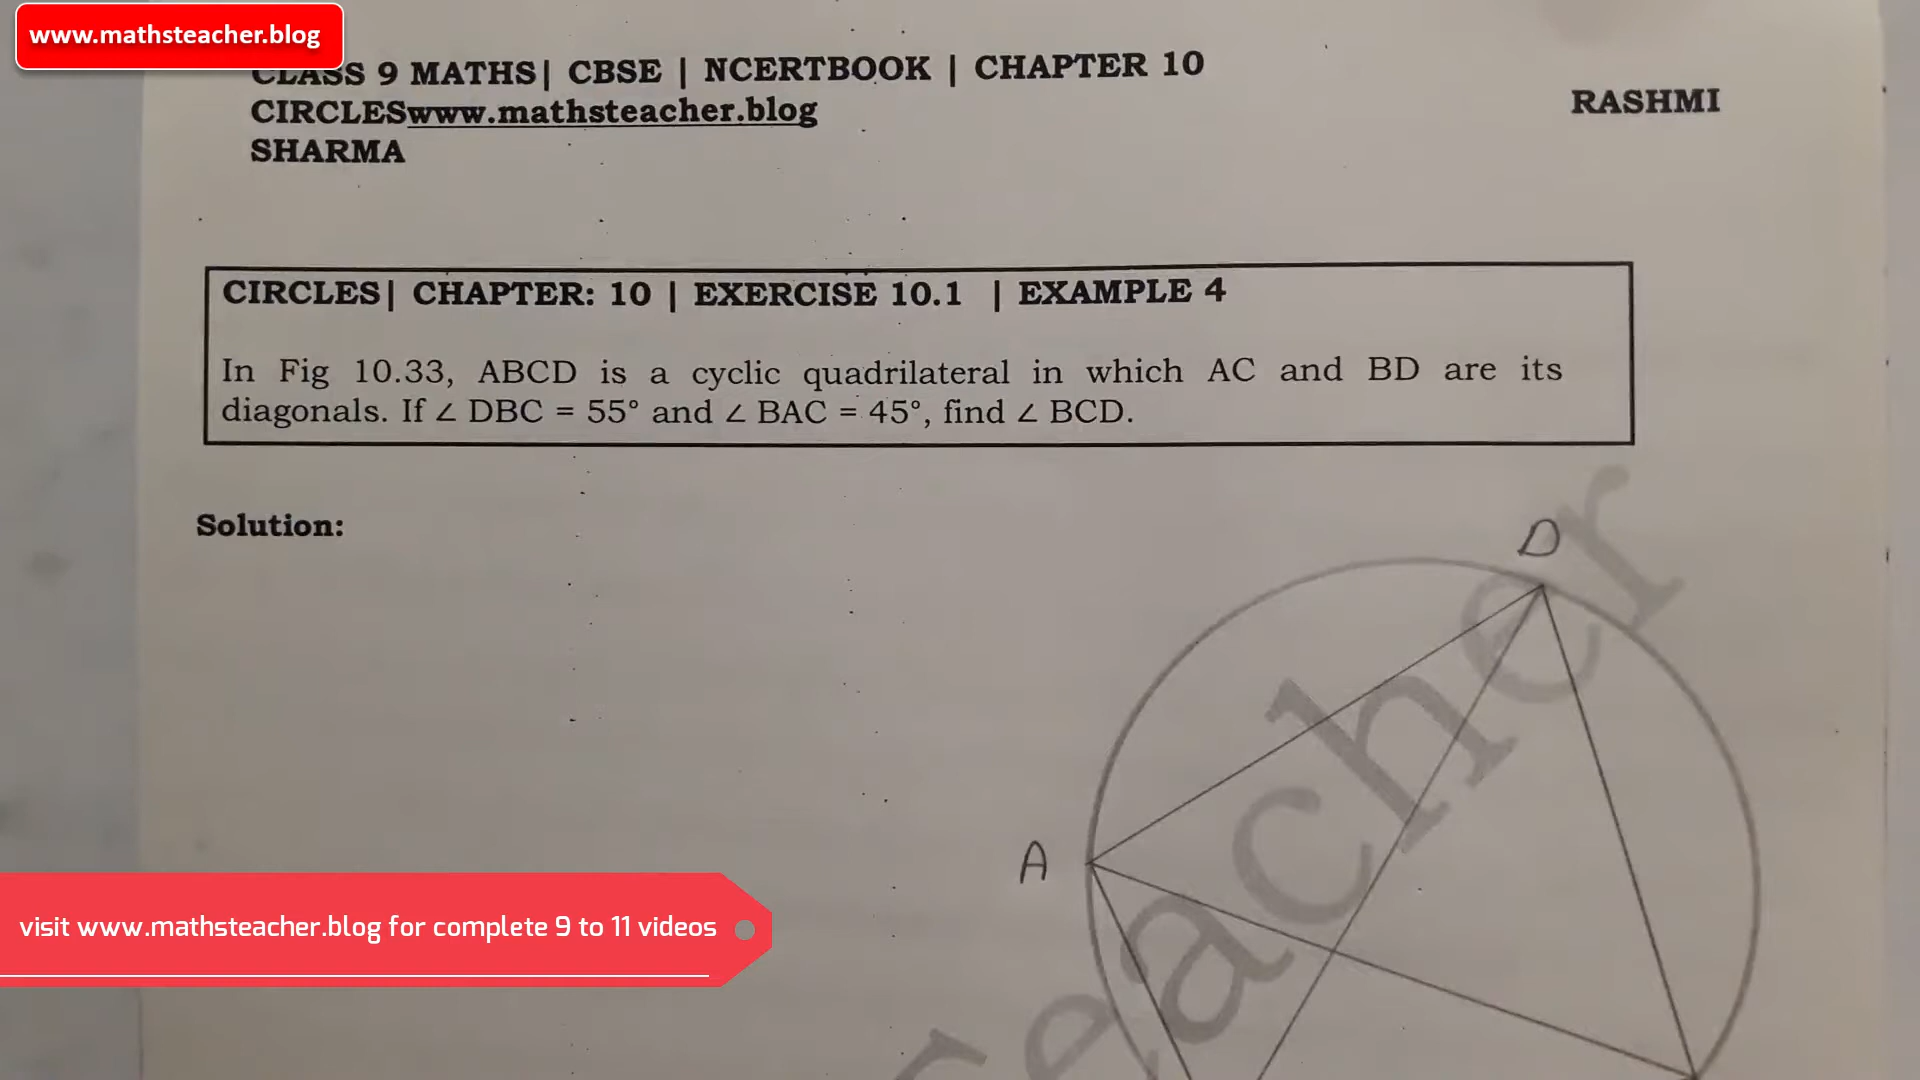 www.mathsteacher.blog
CLASS 9 MATHS| CBSE | NCERTBOOK | CHAPTER 10
CIRCLESwww.mathsteacher.blog RASHMI
SHARMA
CIRCLES| CHAPTER: 10 | EXERCISE 10.1 | EXAMPLE 4
In Fig 10.33, ABCD is a cyclic quadrilateral in which AC and BD are its
diagonals. If ∠ DBC = 55° and ∠ BAC = 45°, find ∠ BCD.
Solution:
D
A
visit www.mathsteacher.blog for complete 9 to 11 videos